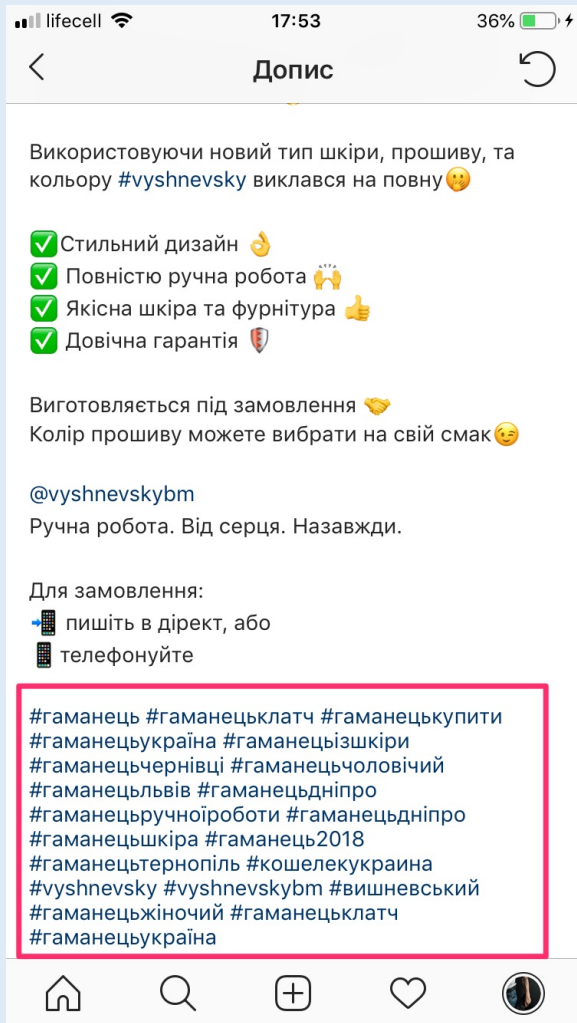 lifecell 17:53 36%
Допис
Використовуючи новий тип шкіри, прошиву, та
кольору #vyshnevsky виклався на повну🤭
✅Стильний дизайн 👌
✅ Повністю ручна робота 🙌
✅ Якісна шкіра та фурнітура 👍
✅ Довічна гарантія 🛡
Виготовляється під замовлення 🤝
Колір прошиву можете вибрати на свій смак😉
@vyshnevskybm
Ручна робота. Від серця. Назавжди.
Для замовлення:
📲 пишіть в дірект, або
📱 телефонуйте
#гаманець #гаманецьклатч #гаманецькупити
#гаманецьукраїна #гаманецьізшкіри
#гаманецьчернівці #гаманецьчоловічий
#гаманецьльвів #гаманецьдніпро
#гаманецьручноїроботи #гаманецьдніпро
#гаманецьшкіра #гаманець2018
#гаманецьтернопіль #кошелекукраина
#vyshnevsky #vyshnevskybm #вишневський
#гаманецьжіночий #гаманецьклатч
#гаманецьукраїна